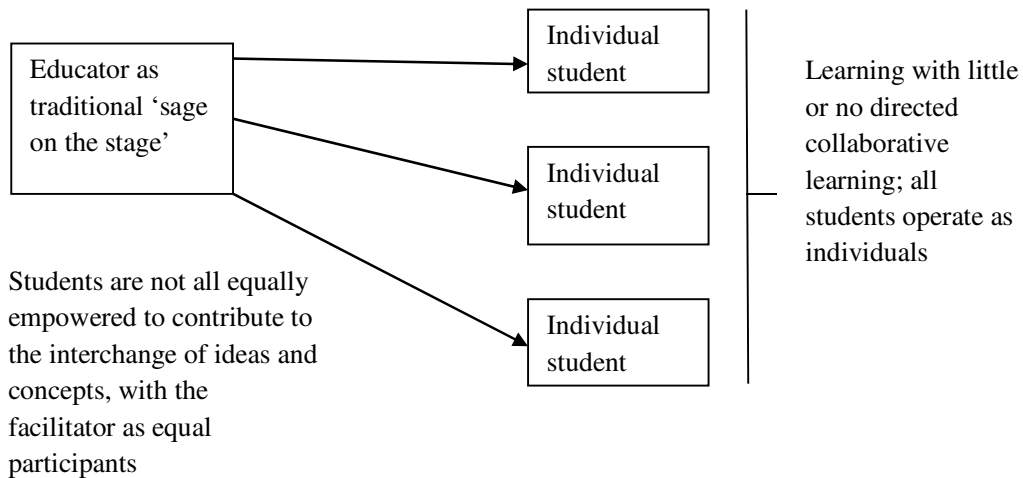 Educator as
traditional ‘sage
on the stage’
Individual
student
Individual
student
Individual
student
Learning with little
or no directed
collaborative
learning; all
students operate as
individuals
Students are not all equally
empowered to contribute to
the interchange of ideas and
concepts, with the
facilitator as equal
participants